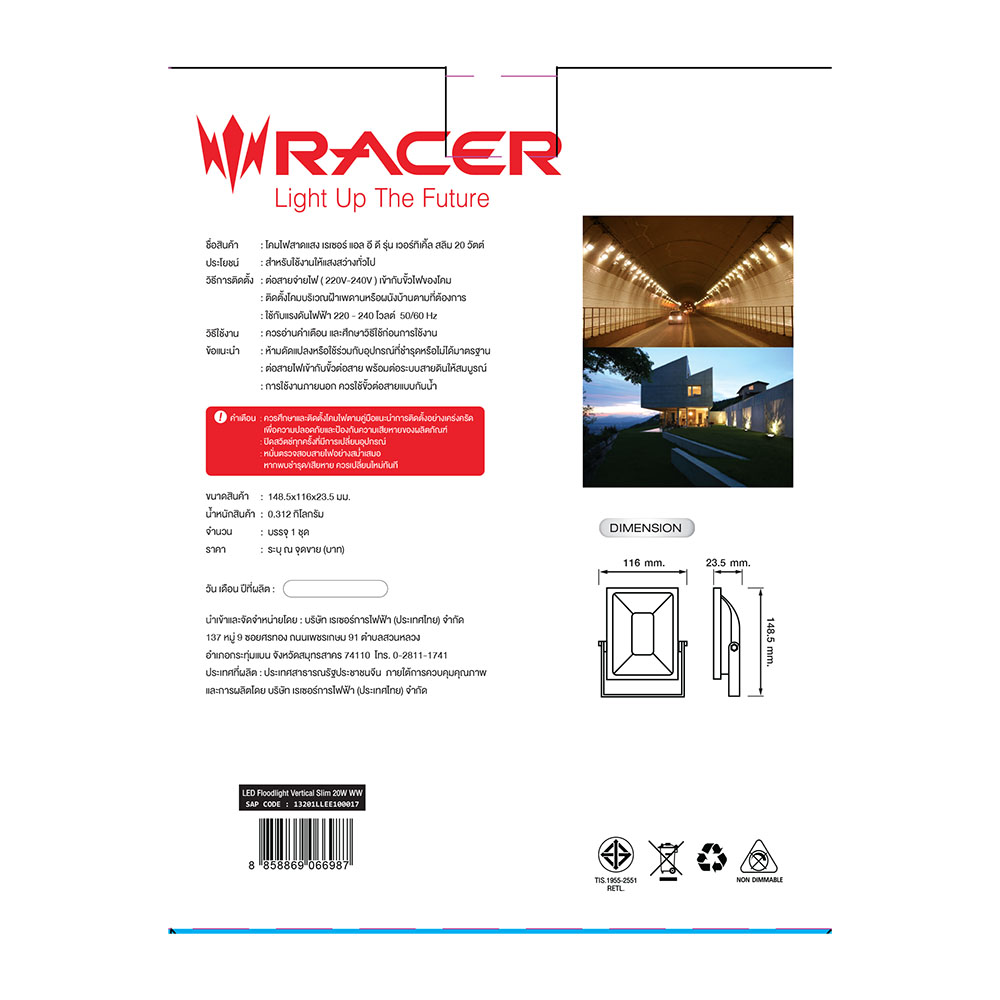 RACER
Light Up The Future
ชื่อสินค้า : โคมไฟสาดแสง เรเซอร์ แอล อี ดี รุ่น เวอร์ทิเคิ้ล สลิม 20 วัตต์
ประโยชน์ : สำหรับใช้งานให้แสงสว่างทั่วไป
วิธีการติดตั้ง : ต่อสายจ่ายไฟ ( 220V-240V ) เข้ากับขั้วไฟของโคม
: ติดตั้งโคมบริเวณฝ้าเพดานหรือผนังบ้านตามที่ต้องการ
: ใช้กับแรงดันไฟฟ้า 220 - 240 โวลต์ 50/60 Hz
วิธีใช้งาน : ควรอ่านคำเตือน และศึกษาวิธีใช้ก่อนการใช้งาน
ข้อแนะนำ : ห้ามดัดแปลงหรือใช้ร่วมกับอุปกรณ์ที่ชำรุดหรือไม่ได้มาตรฐาน
: ต่อสายไฟเข้ากับขั้วต่อสาย พร้อมต่อระบบสายดินให้สมบูรณ์
: การใช้งานภายนอก ควรใช้ขั้วต่อสายแบบกันน้ำ
! คำเตือน : ควรศึกษาและติดตั้งโคมไฟตามคู่มือแนะนำการติดตั้งอย่างเคร่งครัด
เพื่อความปลอดภัยและป้องกันความเสียหายของผลิตภัณฑ์
: ปิดสวิตช์ทุกครั้งที่มีการเปลี่ยนอุปกรณ์
: หมั่นตรวจสอบสายไฟอย่างสม่ำเสมอ
หากพบชำรุด/เสียหาย ควรเปลี่ยนใหม่ทันที
ขนาดสินค้า : 148.5x116x23.5 มม.
น้ำหนักสินค้า : 0.312 กิโลกรัม
จำนวน : บรรจุ 1 ชุด
ราคา : ระบุ ณ จุดขาย (บาท)
วัน เดือน ปีที่ผลิต :
นำเข้าและจัดจำหน่ายโดย : บริษัท เรเซอร์การไฟฟ้า (ประเทศไทย) จำกัด
137 หมู่ 9 ซอยศรทอง ถนนเพชรเกษม 91 ตำบลสวนหลวง
อำเภอกระทุ่มแบน จังหวัดสมุทรสาคร 74110 โทร. 0-2811-1741
ประเทศที่ผลิต : ประเทศสาธารณรัฐประชาชนจีน ภายใต้การควบคุมคุณภาพ
และการผลิตโดย บริษัท เรเซอร์การไฟฟ้า (ประเทศไทย) จำกัด
DIMENSION
116 mm.
23.5 mm.
148.5 mm.
LED Floodlight Vertical Slim 20W WW
SAP CODE : 13201LLEE100017
8 858869 066987
TIS.1955-2551
RETL.
NON DIMMABLE